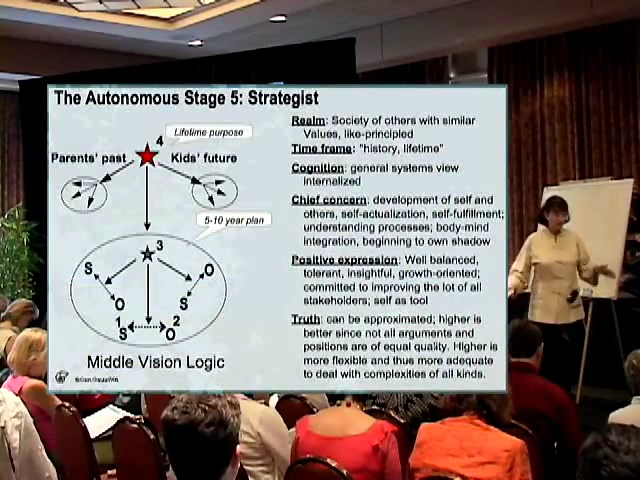 The Autonomous Stage 5: Strategist
4
Lifetime purpose
Parents' past
Kids' future
5-10 year plan
3
S
O
O
S
1
2
S
O
Middle Vision Logic
Realm: Society of others with similar
Values, like-principled
Time frame: "history, lifetime"
Cognition: general systems view
internalized
Chief concern: development of self and
others, self-actualization, self-fulfillment;
understanding processes; body-mind
integration, beginning to own shadow
Positive expression: Well balanced,
tolerant, insightful, growth-oriented;
committed to improving the lot of all
stakeholders; self as tool
Truth: can be approximated; higher is
better since not all arguments and
positions are of equal quality. Higher is
more flexible and thus more adequate
to deal with complexities of all kinds.